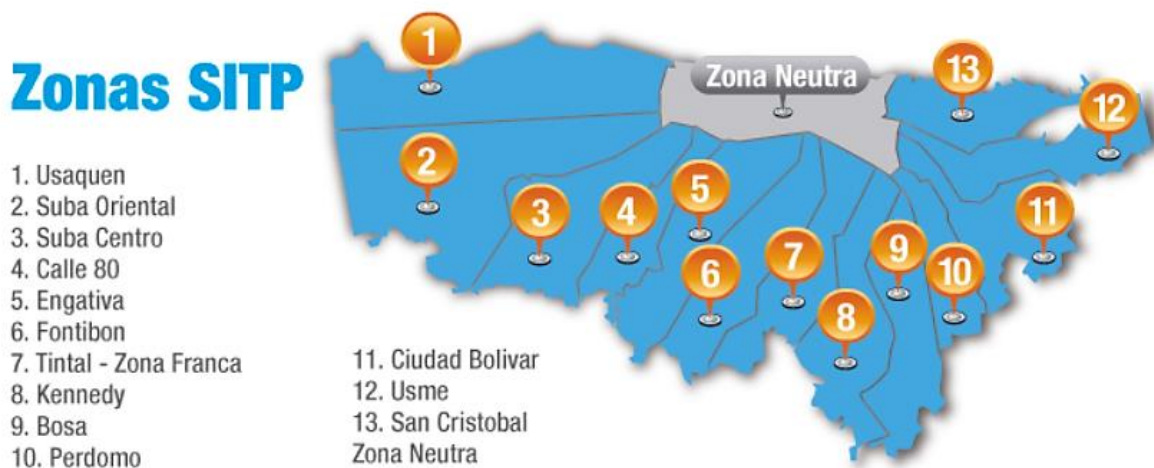 Zonas SITP
1. Usaquen
2. Suba Oriental
3. Suba Centro
4. Calle 80
5. Engativa
6. Fontibon
7. Tintal - Zona Franca
8. Kennedy
9. Bosa
10. Perdomo
11. Ciudad Bolivar
12. Usme
13. San Cristobal
Zona Neutra
1
Zona Neutra
13
12
2
3
4
5
6
7
8
9
10
11